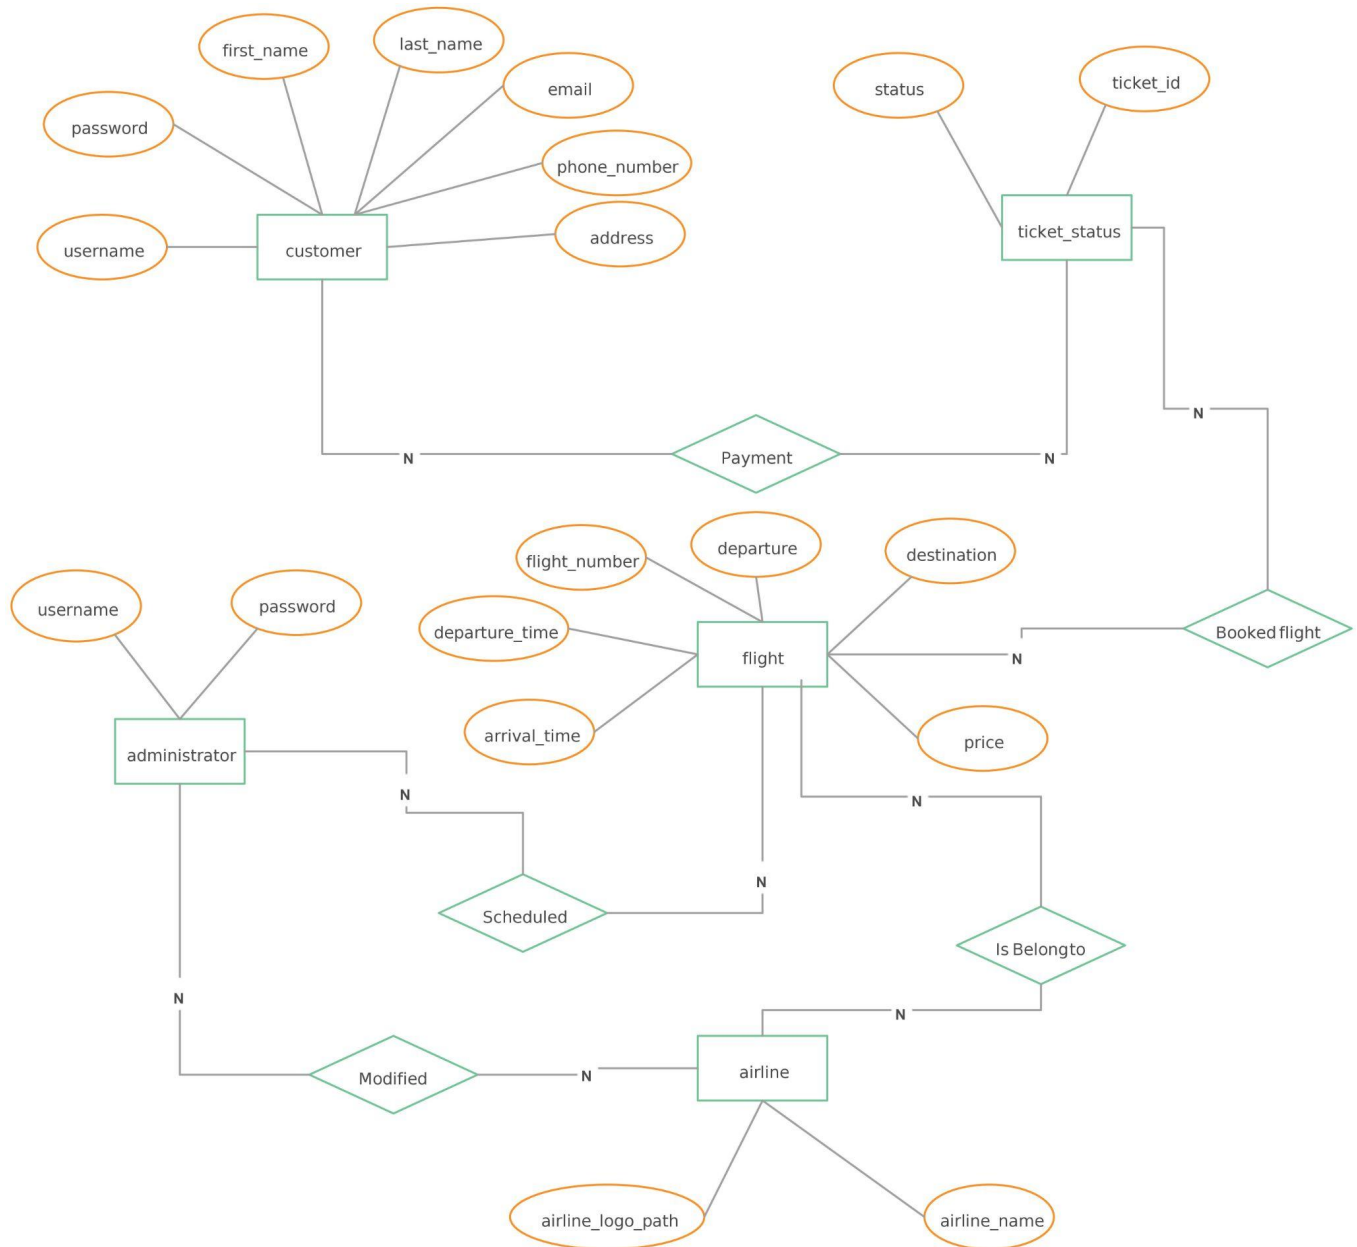 first_name
last_name
email
password
phone_number
username
customer
address
status
ticket_id
ticket_status
N
N
Payment
N
flight_number
departure
destination
username
password
departure_time
flight
N
Booked flight
arrival_time
price
administrator
N
N
N
Scheduled
Is Belongto
N
N
Modified
N
airline
airline_logo_path
airline_name